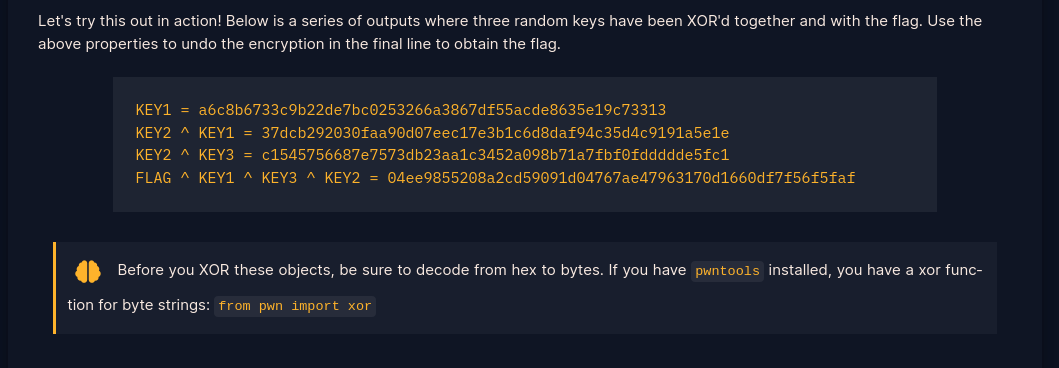 Let's try this out in action! Below is a series of outputs where three random keys have been XOR'd together and with the flag. Use the
above properties to undo the encryption in the final line to obtain the flag.
KEY1 = a6c8b6733c9b22de7bc0253266a3867df55acde8635e19c73313
KEY2 ^ KEY1 = 37dcb292030faa90d07eec17e3b1c6d8daf94c35d4c9191a5e1e
KEY2 ^ KEY3 = c1545756687e7573db23aa1c3452a098b71a7fbf0fddddde5fc1
FLAG ^ KEY1 ^ KEY3 ^ KEY2 = 04ee9855208a2cd59091d04767ae47963170d1660df7f56f5faf
Before you XOR these objects, be sure to decode from hex to bytes. If you have pwntools installed, you have a xor func-
tion for byte strings: from pwn import xor